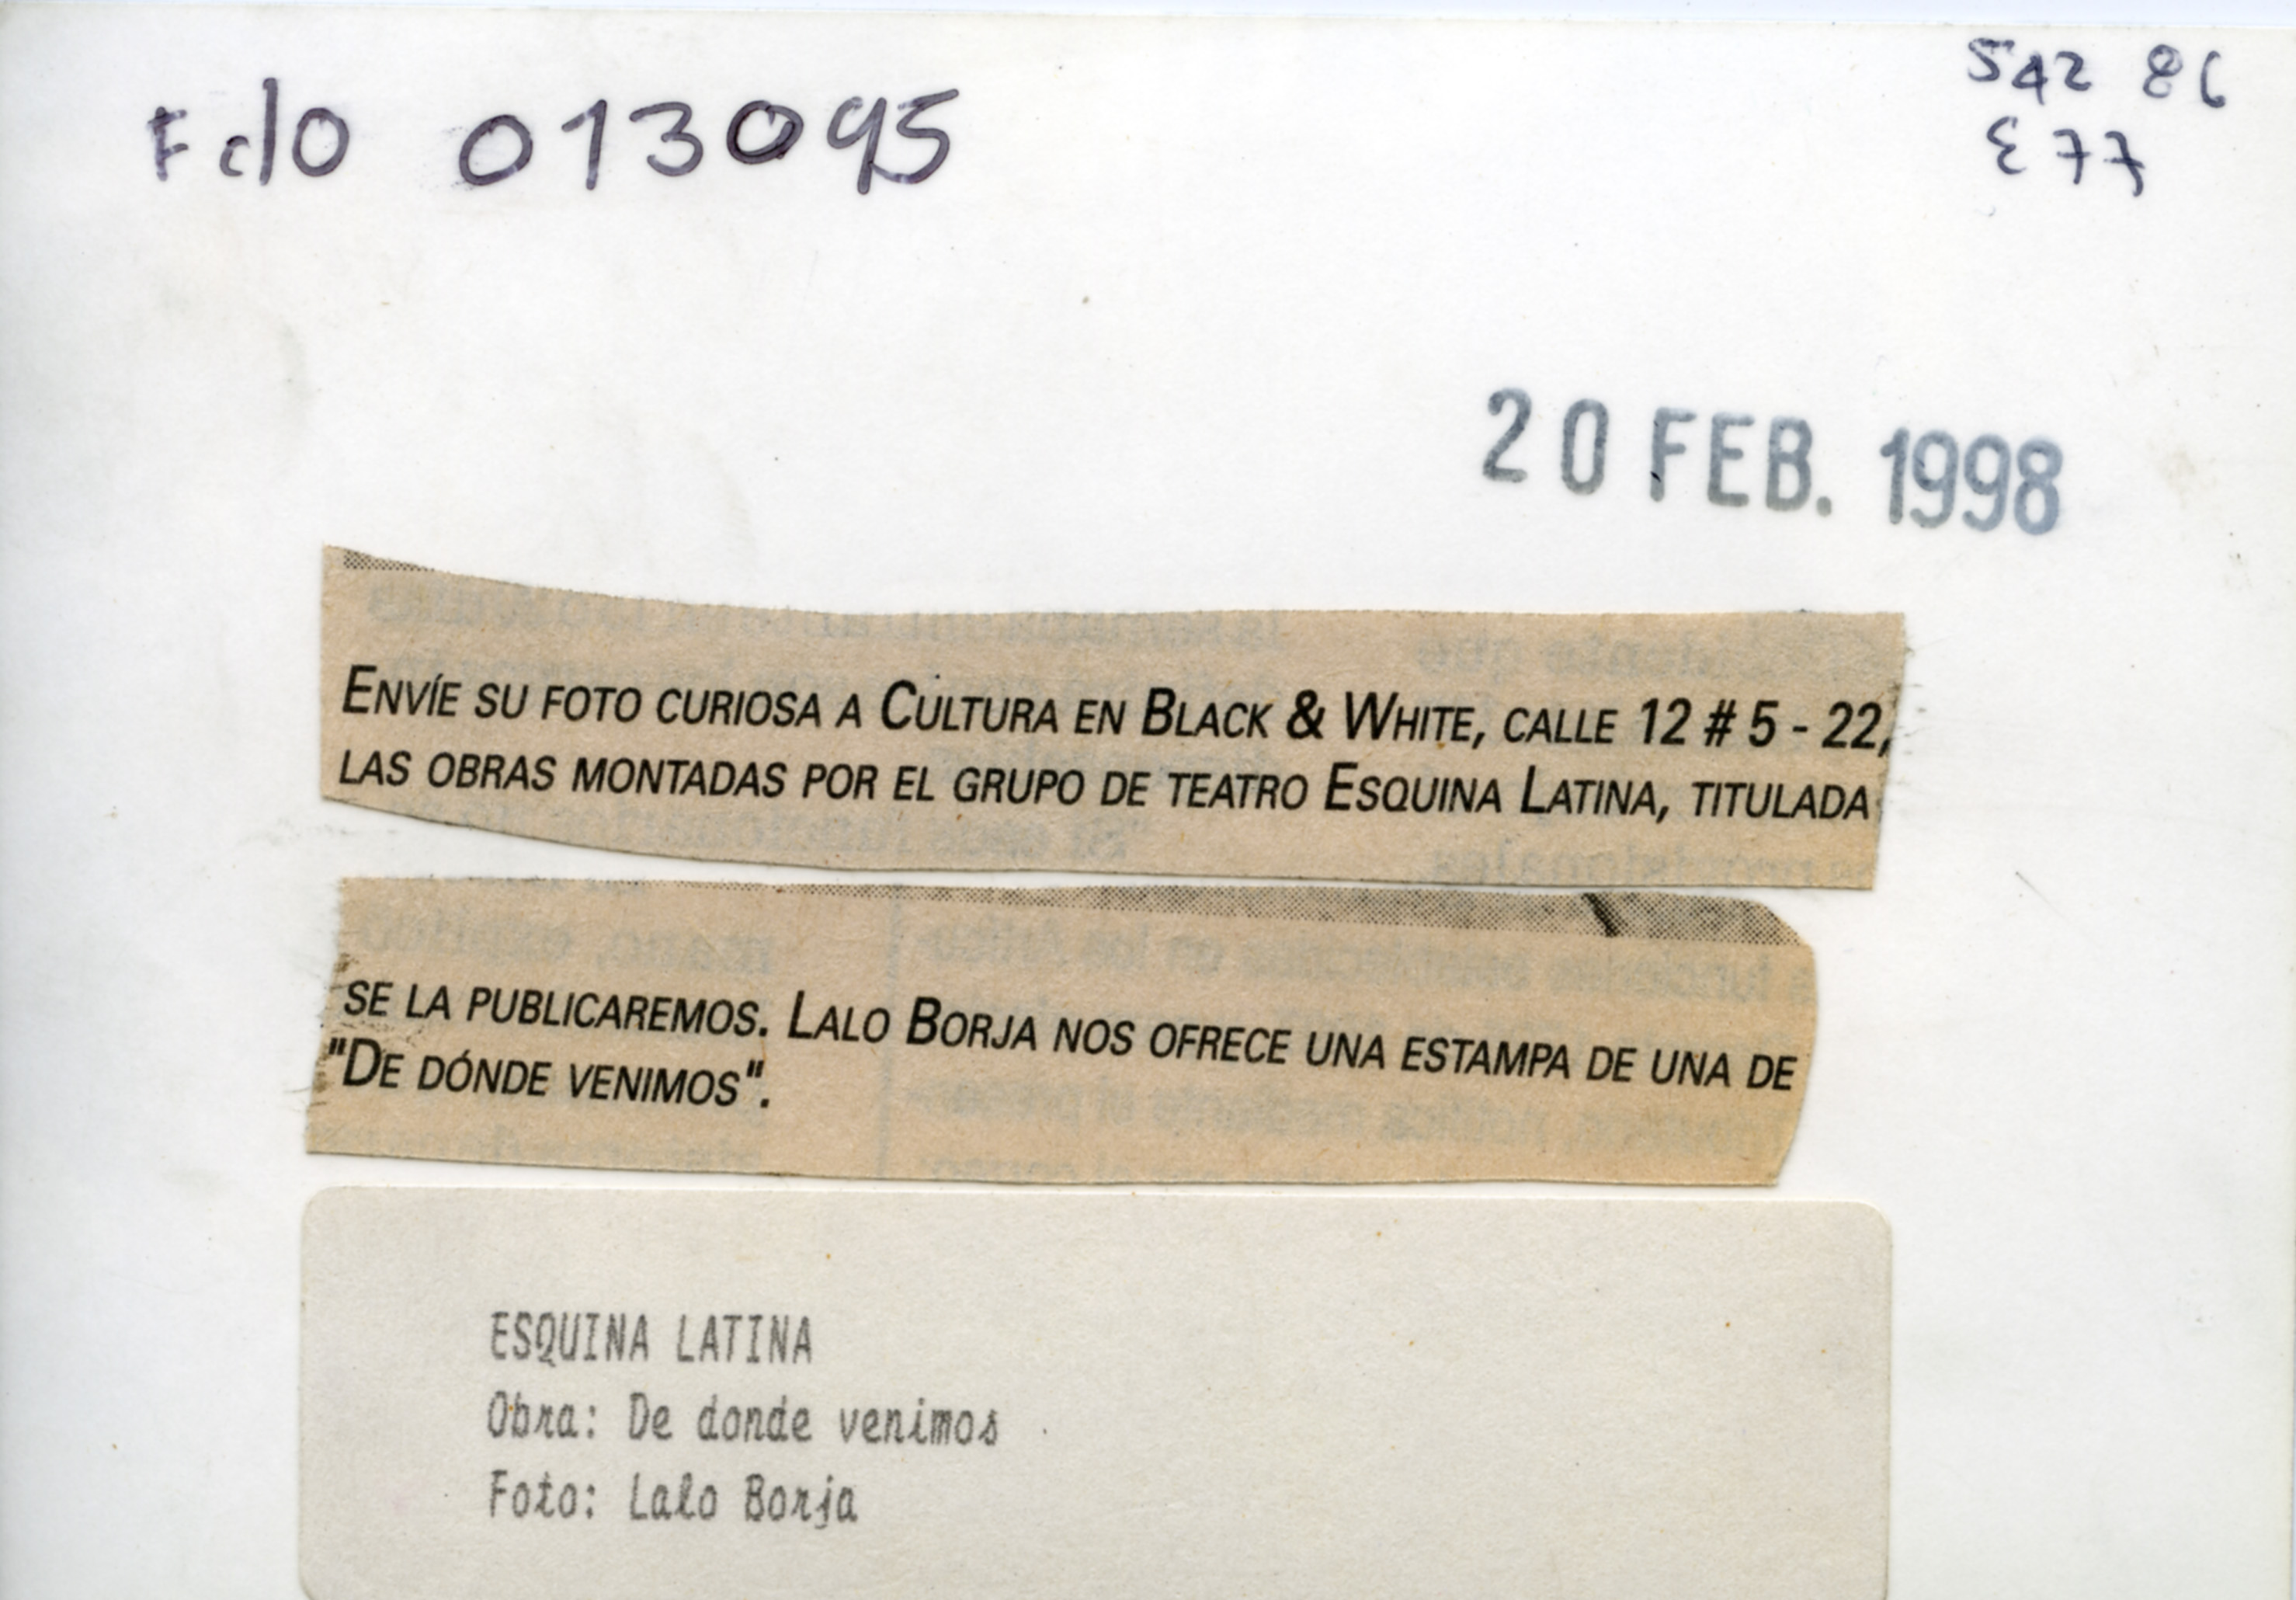 Fdo 013095
542 86
E77
20 FEB. 1998
ENVÍE SU FOTO CURIOSA A CULTURA EN BLACK & WHITE, CALLE 12 # 5 - 22,
LAS OBRAS MONTADAS POR EL GRUPO DE TEATRO ESQUINA LATINA, TITULADA
SE LA PUBLICAREMOS. LALO BORJA NOS OFRECE UNA ESTAMPA DE UNA DE
"DE DÓNDE VENIMOS".
ESQUINA LATINA
Obra: De donde venimos
Foto: Lalo Borja